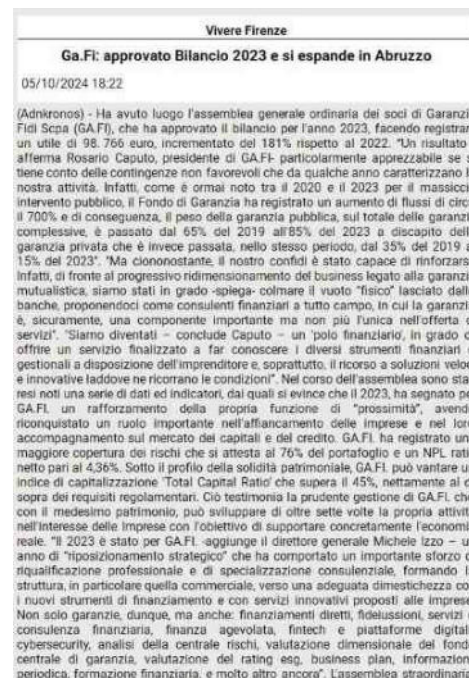 Vivere Firenze
Ga.Fi: approvato Bilancio 2023 e si espande in Abruzzo
05/10/2024 18:22
(Adnkronos) - Ha avuto luogo l'assemblea generale ordinaria dei soci di Garanzia
Fidi Scpa (GA.FI), che ha approvato il bilancio per l'anno 2023, facendo registrar
un utile di 98.766 euro, incremento del 181% rispetto al 2022. "Un risultato -
afferma Rosario Caputo, presidente di GA.FI- particolarmente apprezzabile se s
tiene conto delle contingenze non favorevoli che da qualche anno caratterizzano l
nostra attività. Infatti, come è ormai noto tra il 2020 e il 2023 per il massicci
intervento pubblico, il Fondo di Garanzia ha registrato un aumento di flussi di circ
il 700% e di conseguenza, il peso della garanzia pubblica, sul totale delle garanzi
complessive, è passato dal 65% del 2019 all'85% del 2023 a discapito dell
garanzia privata che è invece passata, nello stesso periodo, dal 35% del 2019 a
15% del 2023". "Ma ciononostante, il nostro confidi è stato capace di rinforzars
Infatti, di fronte al progressivo ridimensionamento del business legato alla garanzi
mutualistica, siamo stati in grado -spiega- colmare il vuoto "fisico" lasciato dall
banche, proponendoci come consulenti finanziari a tutto campo, in cui la garanzi
è, sicuramente, una componente importante ma non più l'unica nell'offerta d
servizi". "Siamo diventati – conclude Caputo – un 'polo finanziario', in grado d
offrire un servizio finalizzato a far conoscere i diversi strumenti finanziari e
gestionali a disposizione dell'imprenditore e, soprattutto, il ricorso a soluzioni veloc
e innovative laddove ne ricorrano le condizioni". Nel corso dell'assemblea sono stat
resi noti una serie di dati ed indicatori, dai quali si evince che il 2023, ha segnato pe
GA.FI. un rafforzamento della propria funzione di "prossimità", avend
riconquistato un ruolo importante nell'affiancamento delle imprese e nel lor
accompagnamento sul mercato dei capitali e del credito. GA.FI. ha registrato un
maggiore copertura dei rischi che si attesta al 76% del portafoglio e un NPL rati
netto pari al 4,36%. Sotto il profilo della solidità patrimoniale, GA.FI. può vantare u
indice di capitalizzazione 'Total Capital Ratio' che supera il 45%, nettamente al d
sopra dei requisiti regolamentari. Ciò testimonia la prudente gestione di GA.FI. che
con il medesimo patrimonio, può sviluppare di oltre sette volte la propria attivit
nell'interesse delle Imprese con l'obiettivo di supportare concretamente l'economi
reale. "Il 2023 è stato per GA.FI. -aggiunge il direttore generale Michele Izzo – u
anno di "riposizionamento strategico" che ha comportato un importante sforzo d
riqualificazione professionale e di specializzazione consulenziale, formando l
struttura, in particolare quella commerciale, verso una adeguata dimestichezza co
i nuovi strumenti di finanziamento e con servizi innovativi proposti alle imprese
Non solo garanzie, dunque, ma anche: finanziamenti diretti, fideiussioni, servizi d
consulenza finanziaria, finanza agevolata, fintech e piattaforme digital
cybersecurity, analisi della centrale rischi, valutazione dimensionale del fond
centrale di garanzia, valutazione del rating esg, business plan, informazion
periodica, formazione finanziaria, e molto altro ancora". L'assemblea straordinari